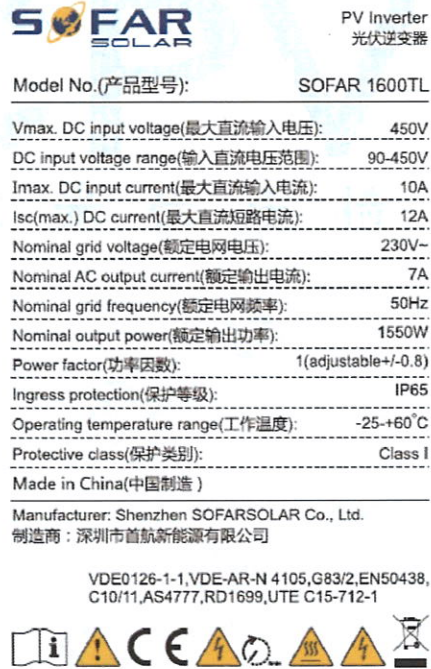 SOFAR
SOLAR
PV Inverter
光伏逆变器
Model No.(产品型号): SOFAR 1600TL
Vmax. DC input voltage(最大直流输入电压): 450V
DC input voltage range(输入直流电压范围): 90-450V
Imax. DC input current(最大直流输入电流): 10A
Isc(max.) DC current(最大直流短路电流): 12A
Nominal grid voltage(额定电网电压): 230V~
Nominal AC output current(额定输出电流): 7A
Nominal grid frequency(额定电网频率): 50Hz
Nominal output power(额定输出功率): 1550W
Power factor(功率因数): 1(adjustable+/-0.8)
Ingress protection(保护等级): IP65
Operating temperature range(工作温度): -25-+60°C
Protective class(保护类别): Class I
Made in China(中国制造 )
Manufacturer: Shenzhen SOFARSOLAR Co., Ltd.
制造商：深圳市首航新能源有限公司
VDE0126-1-1,VDE-AR-N 4105,G83/2,EN50438,
C10/11,AS4777,RD1699,UTE C15-712-1
i CE